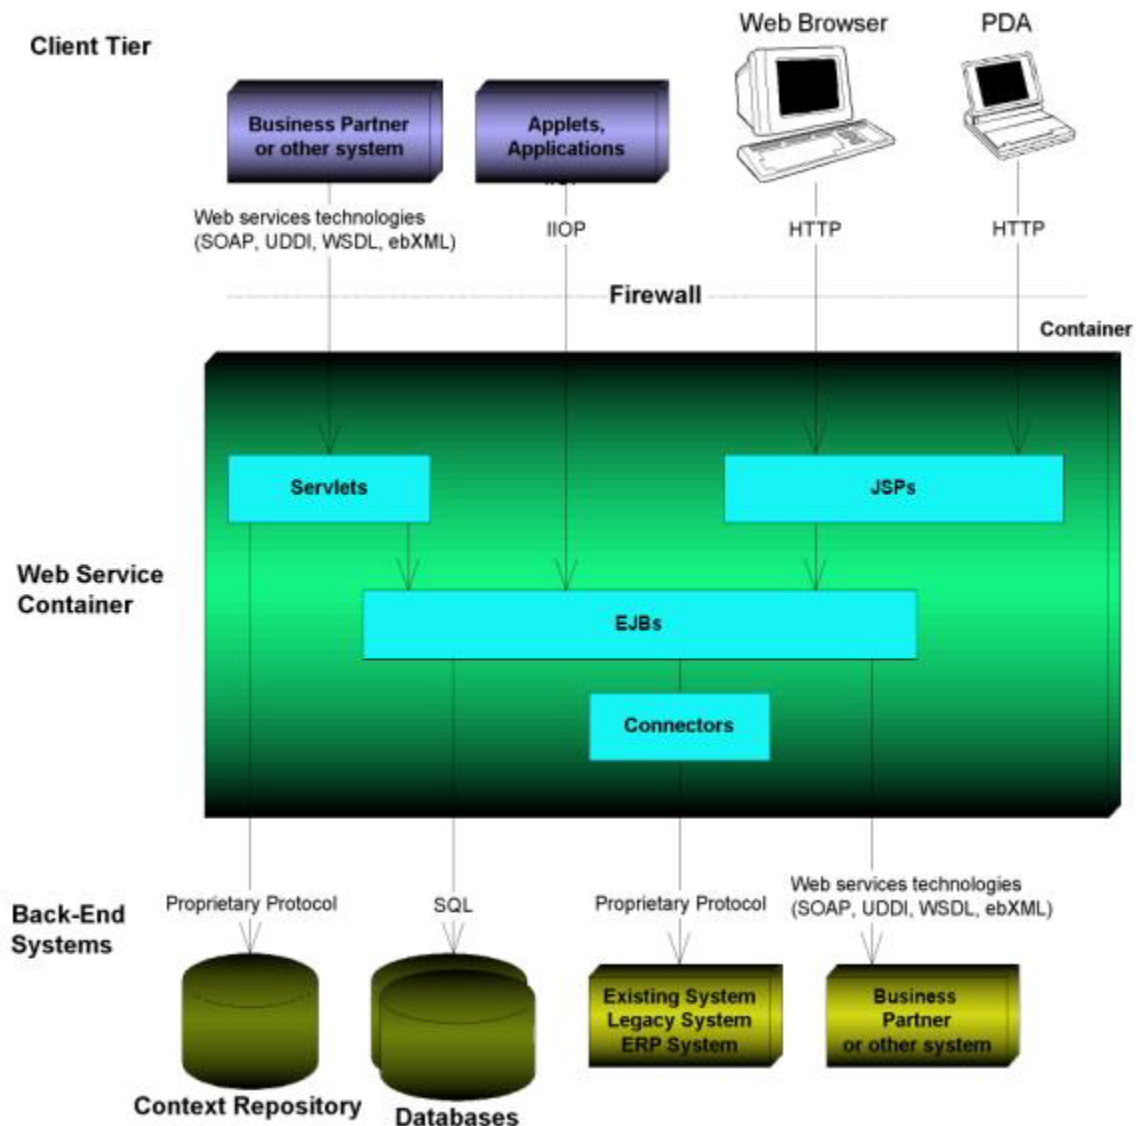 Web Browser
PDA
Client Tier
Business Partner
or other system
Applets,
Applications
Web services technologies
(SOAP, UDDI, WSDL, ebXML)
IIOP
HTTP
HTTP
Firewall
Container
Servlets
JSPs
Web Service
Container
EJBs
Connectors
Back-End
Systems
Proprietary Protocol
SQL
Proprietary Protocol
Web services technologies
(SOAP, UDDI, WSDL, ebXML)
Existing System
Legacy System
ERP System
Business
Partner
or other system
Context Repository
Databases